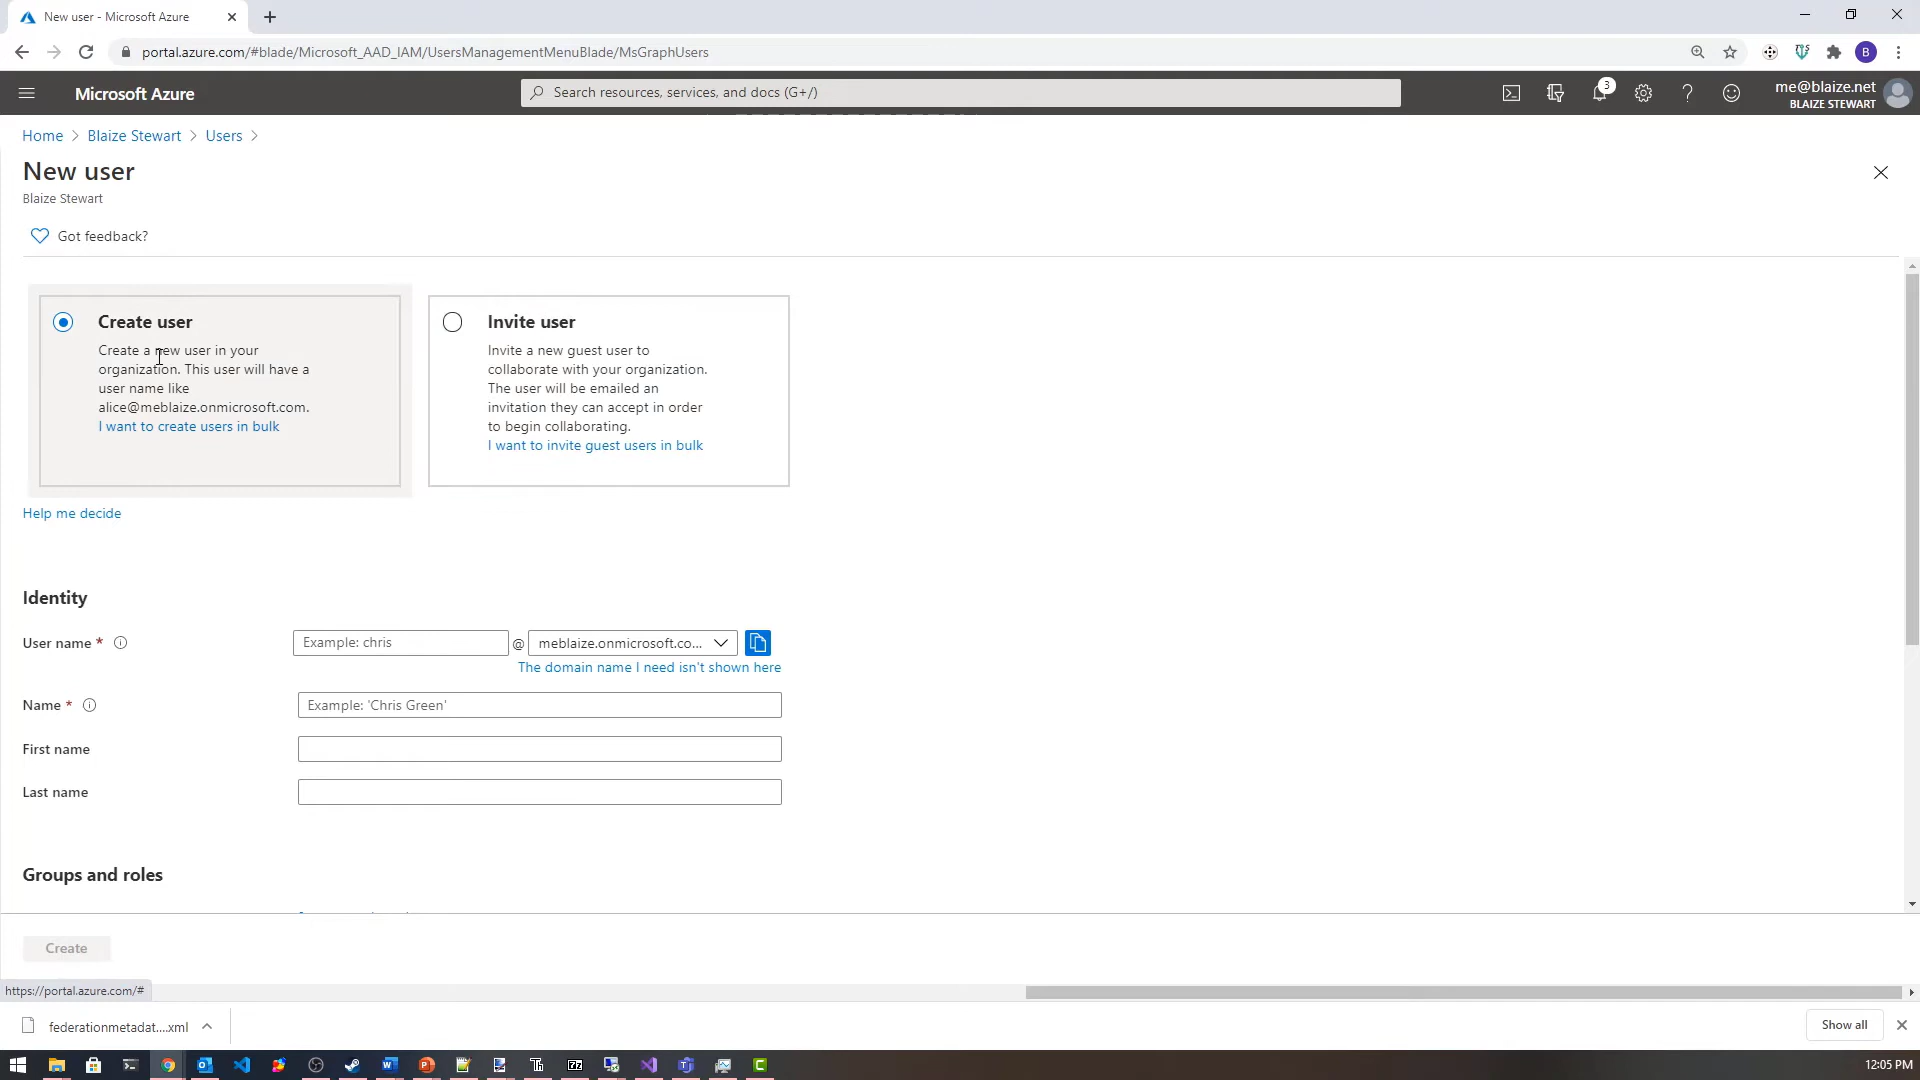 New user - Microsoft Azure
portal.azure.com/#blade/Microsoft_AAD_IAM/UsersManagementMenuBlade/MsGraphUsers
B
Microsoft Azure
Search resources, services, and docs (G+/)
3
me@blaize.net
BLAIZE STEWART
Home > Blaize Stewart > Users >
New user
Blaize Stewart
Got feedback?
Create user
Create a new user in your
organization. This user will have a
user name like
alice@meblaize.onmicrosoft.com.
I want to create users in bulk
Invite user
Invite a new guest user to
collaborate with your organization.
The user will be emailed an
invitation they can accept in order
to begin collaborating.
I want to invite guest users in bulk
Help me decide
Identity
User name *
Example: chris
@
meblaize.onmicrosoft.co...
The domain name I need isn't shown here
Name *
Example: 'Chris Green'
First name
Last name
Groups and roles
Create
https://portal.azure.com/#
federationmetadat....xml
Show all
12:05 PM